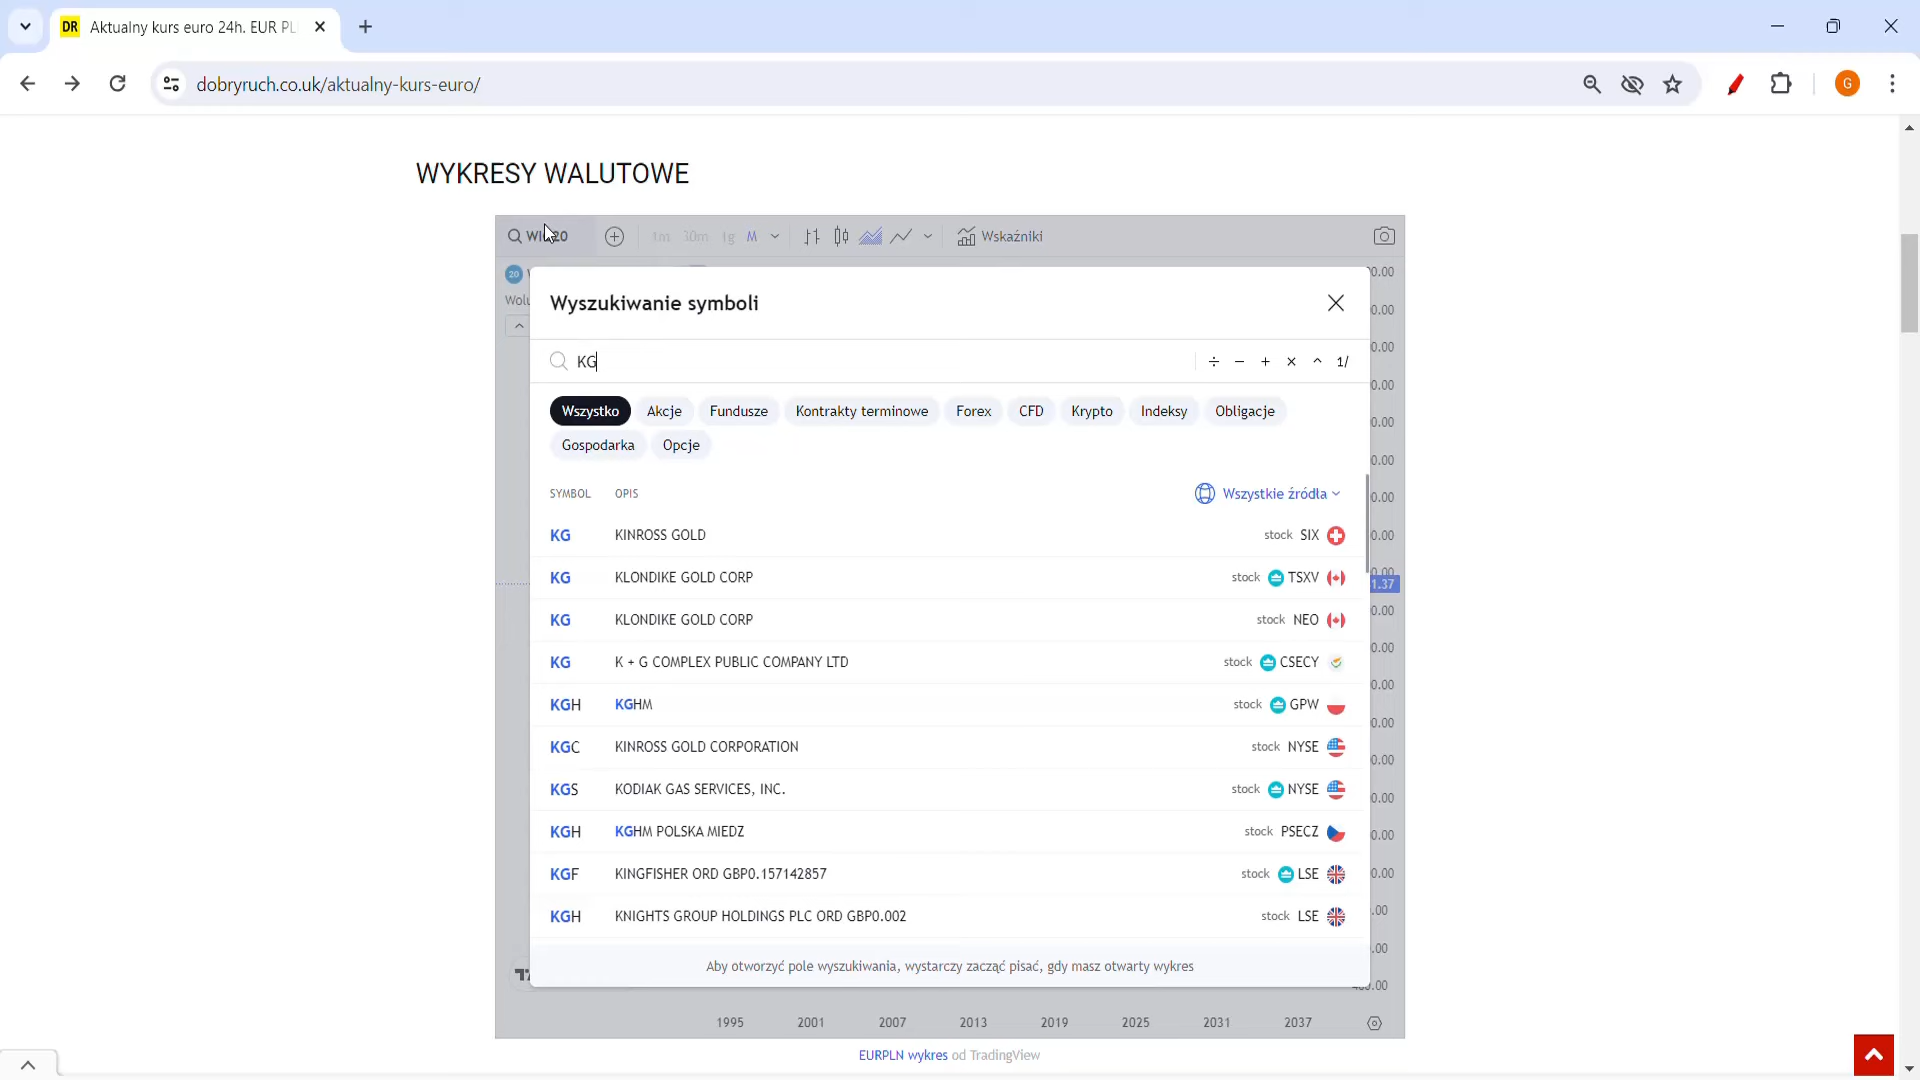 DR Aktualny kurs euro 24h. EUR PL
dobryruch.co.uk/aktualny-kurs-euro/
G
WYKRESY WALUTOWE
1m 30m 1g M Wskaźniki
20
Wyszukiwanie symboli
KG ÷ − + × ^ 1/
Wszystko Akcje Fundusze Kontrakty terminowe Forex CFD Krypto Indeksy Obligacje
Gospodarka Opcje
SYMBOL OPIS Wszystkie źródła
KG KINROSS GOLD stock SIX
KG KLONDIKE GOLD CORP stock TSXV
KG KLONDIKE GOLD CORP stock NEO
KG K + G COMPLEX PUBLIC COMPANY LTD stock CSECY
KGH KGHM stock GPW
KGC KINROSS GOLD CORPORATION stock NYSE
KGS KODIAK GAS SERVICES, INC. stock NYSE
KGH KGHM POLSKA MIEDZ stock PSECZ
KGF KINGFISHER ORD GBP0.157142857 stock LSE
KGH KNIGHTS GROUP HOLDINGS PLC ORD GBP0.002 stock LSE
Aby otworzyć pole wyszukiwania, wystarczy zacząć pisać, gdy masz otwarty wykres
1995 2001 2007 2013 2019 2025 2031 2037
EURPLN wykres od TradingView